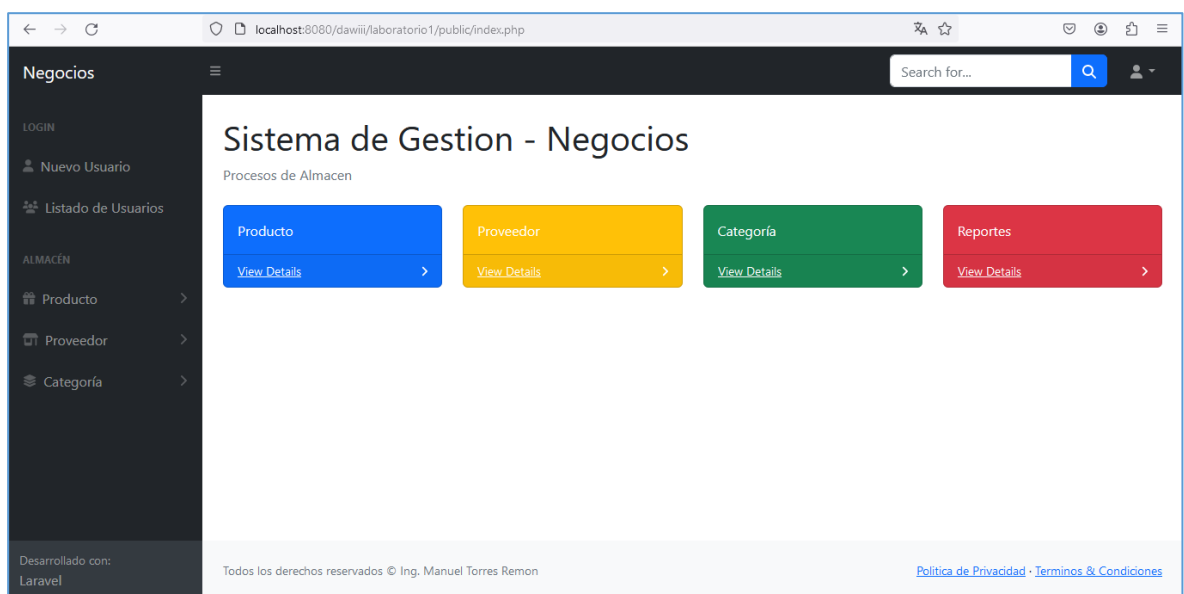 localhost:8080/dawiii/laboratorio1/public/index.php
Negocios
Search for...
LOGIN
Nuevo Usuario
Listado de Usuarios
ALMACÉN
Producto
Proveedor
Categoría
Desarrollado con:
Laravel
Sistema de Gestion - Negocios
Procesos de Almacen
Producto
View Details
Proveedor
View Details
Categoría
View Details
Reportes
View Details
Todos los derechos reservados © Ing. Manuel Torres Remon
Politica de Privacidad · Terminos & Condiciones